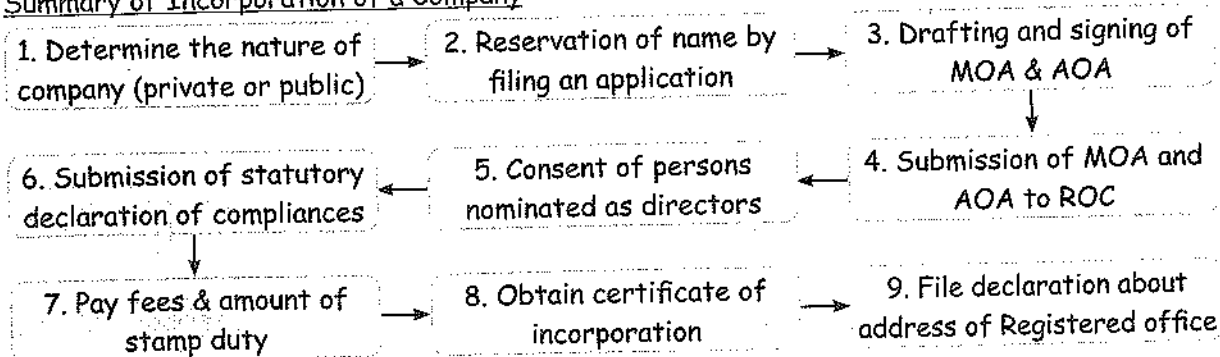 Summary of Incorporation of a Company
1. Determine the nature of
company (private or public)
2. Reservation of name by
filing an application
3. Drafting and signing of
MOA & AOA
4. Submission of MOA and
AOA to ROC
5. Consent of persons
nominated as directors
6. Submission of statutory
declaration of compliances
7. Pay fees & amount of
stamp duty
8. Obtain certificate of
incorporation
9. File declaration about
address of Registered office